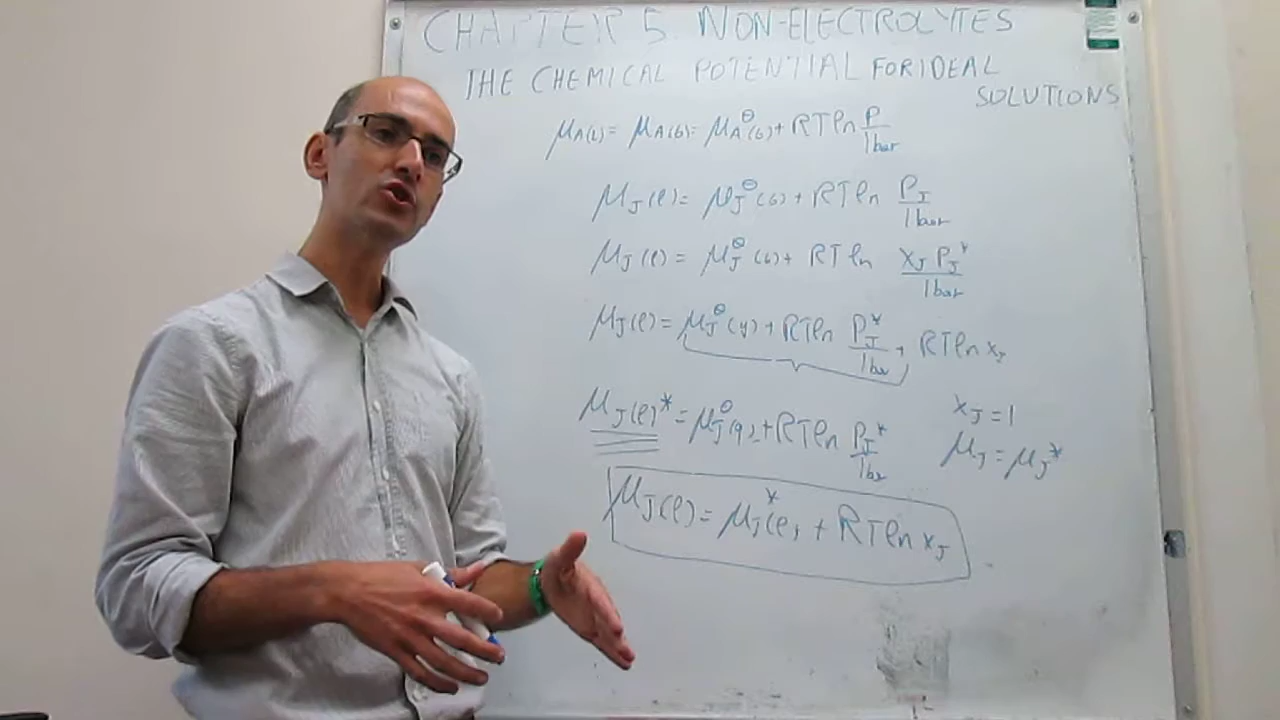 CHAPTER 5. NON-ELECTROLYTES
THE CHEMICAL POTENTIAL FOR IDEAL
SOLUTIONS
μA(l) = μA(G) = μA⊖(G) + RT ln P/1bar
μJ(l) = μJ⊖(G) + RT ln PJ/1bar
μJ(l) = μJ⊖(G) + RT ln xJ PJ*/1bar
μJ(l) = μJ⊖(g) + RT ln PJ*/1bar + RT ln xJ
μJ(l)* = μJ⊖(g) + RT ln PJ*/1bar
xJ = 1
μJ = μJ*
μJ(l) = μJ*(l) + RT ln xJ